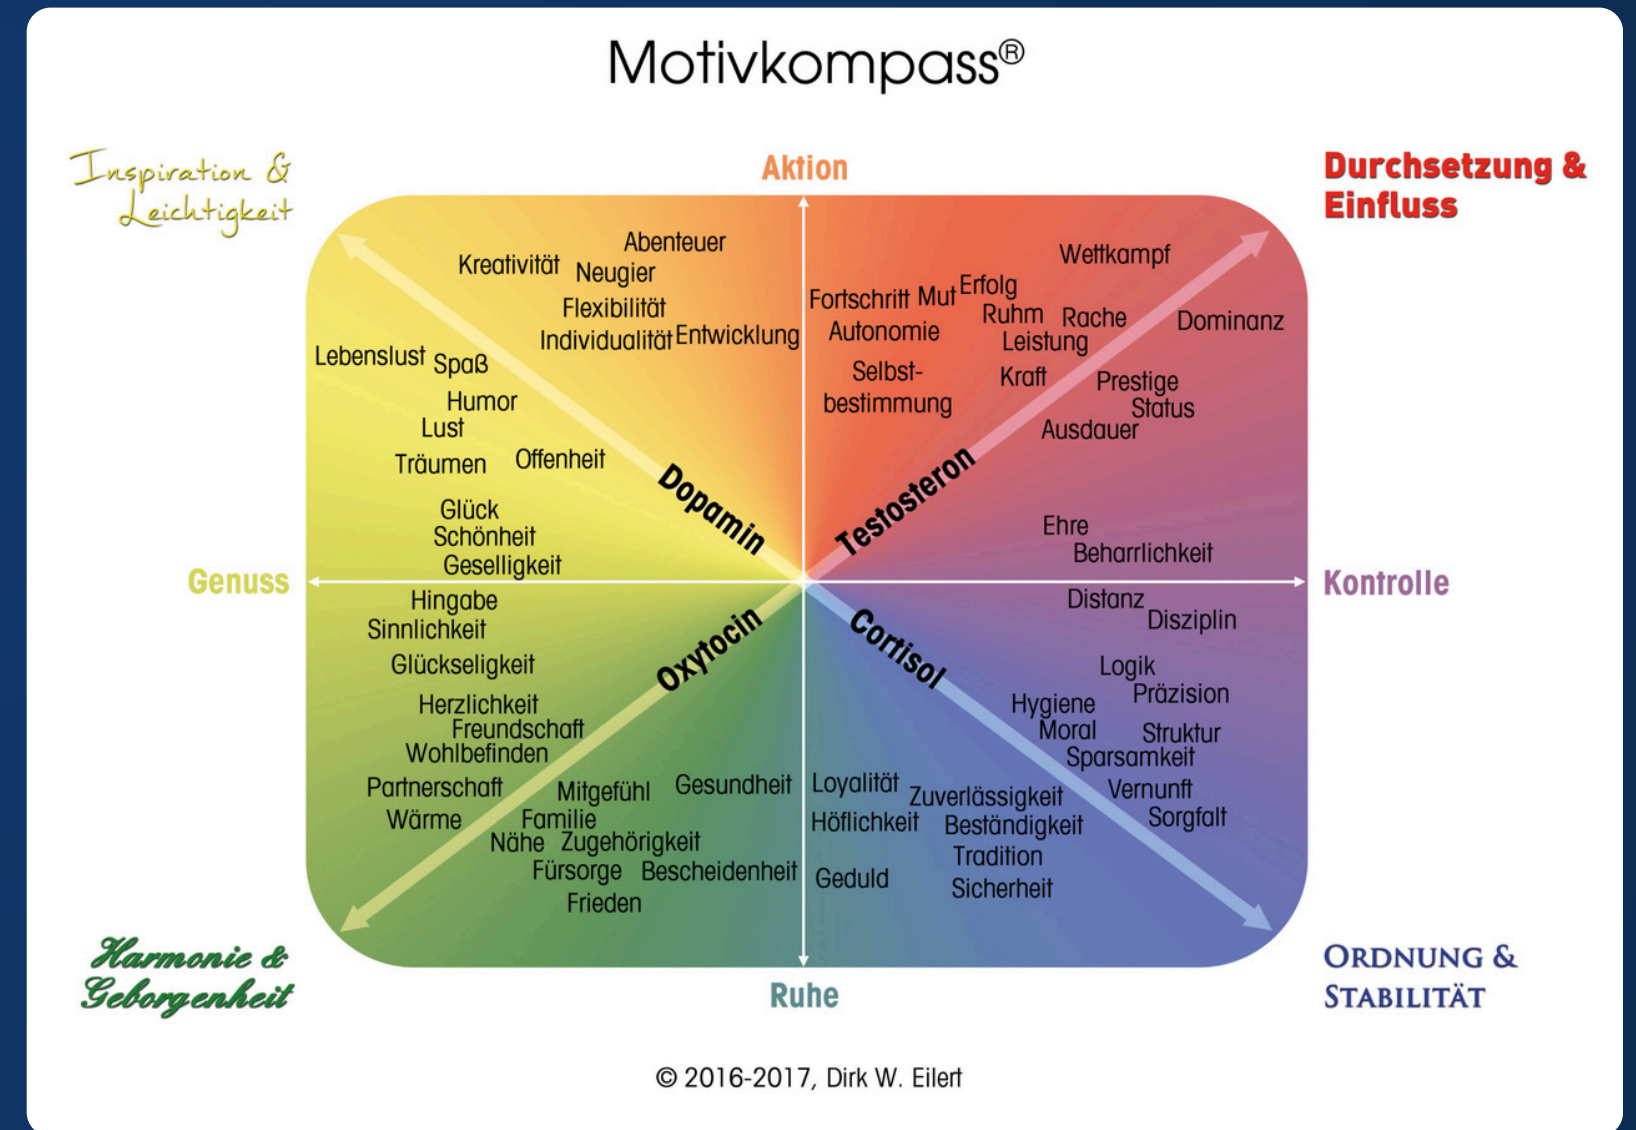 Motivkompass®
Inspiration &
Leichtigkeit
Aktion
Durchsetzung &
Einfluss
Abenteuer
Kreativität
Neugier
Flexibilität
Individualität
Entwicklung
Lebenslust
Spaß
Humor
Lust
Träumen
Offenheit
Glück
Schönheit
Geselligkeit
Dopamin
Wettkampf
Erfolg
Fortschritt
Mut
Ruhm
Rache
Dominanz
Autonomie
Leistung
Selbst-
bestimmung
Kraft
Prestige
Status
Ausdauer
Testosteron
Ehre
Beharrlichkeit
Genuss
Kontrolle
Hingabe
Sinnlichkeit
Glückseligkeit
Herzlichkeit
Freundschaft
Wohlbefinden
Partnerschaft
Wärme
Mitgefühl
Gesundheit
Familie
Nähe
Zugehörigkeit
Fürsorge
Bescheidenheit
Frieden
Oxytocin
Cortisol
Distanz
Disziplin
Logik
Präzision
Hygiene
Moral
Struktur
Sparsamkeit
Vernunft
Sorgfalt
Loyalität
Zuverlässigkeit
Höflichkeit
Beständigkeit
Tradition
Geduld
Sicherheit
Harmonie &
Geborgenheit
Ruhe
Ordnung &
Stabilität
© 2016-2017, Dirk W. Eilert